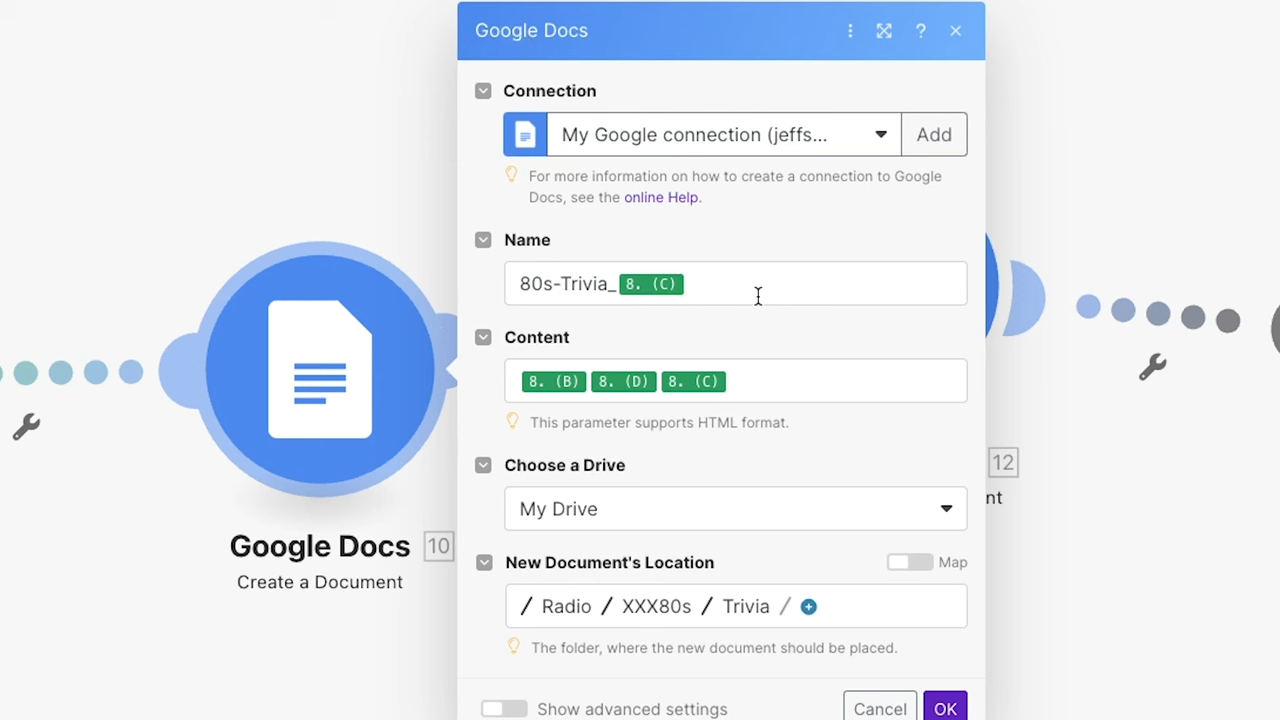 Google Docs
?
Connection
My Google connection (jeffs...
Add
For more information on how to create a connection to Google
Docs, see the online Help.
Name
80s-Trivia_ 8. (C)
Content
8. (B) 8. (D) 8. (C)
This parameter supports HTML format.
Choose a Drive
My Drive
New Document's Location
Map
/ Radio / XXX80s / Trivia /
The folder, where the new document should be placed.
Show advanced settings
Cancel
OK
Google Docs 10
Create a Document
12
nt